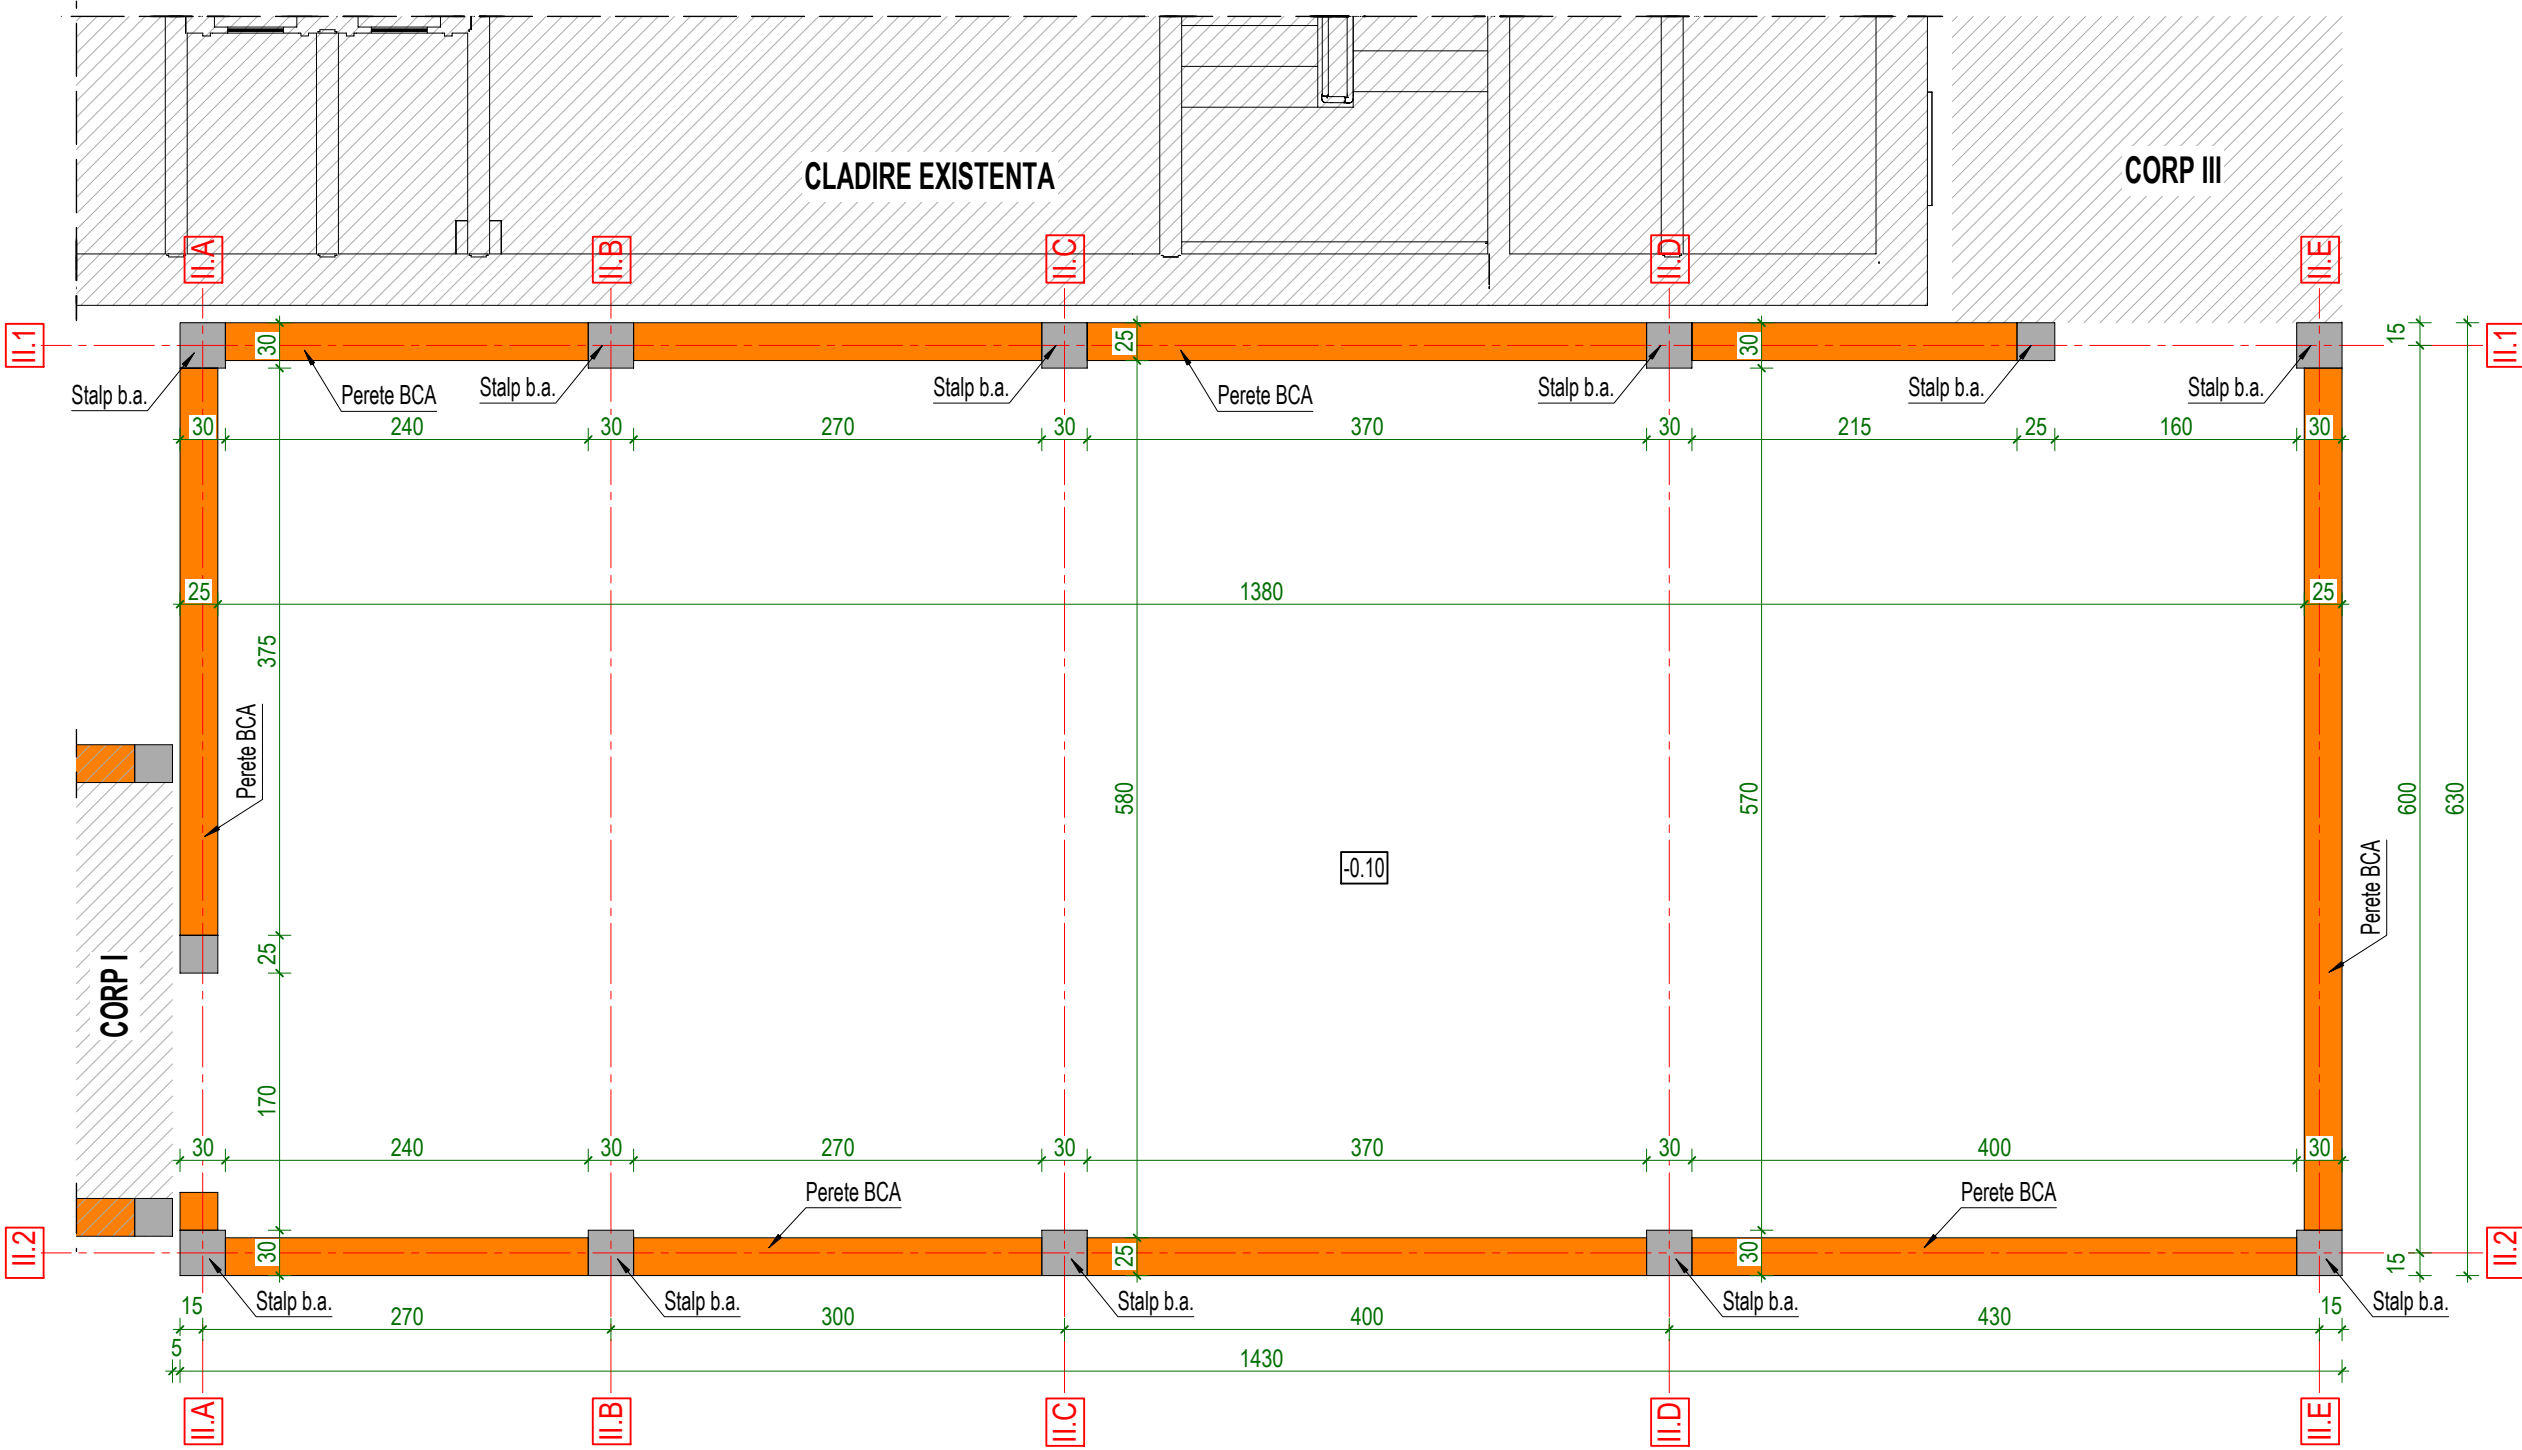 CLADIRE EXISTENTA
CORP III
II.A
II.B
II.C
II.D
II.E
II.1
30
25
30
15
II.1
Stalp b.a.
Perete BCA
Stalp b.a.
Stalp b.a.
Perete BCA
Stalp b.a.
Stalp b.a.
Stalp b.a.
30
240
30
270
30
370
30
215
25
160
30
25
1380
25
375
Perete BCA
580
570
600
630
-0.10
Perete BCA
CORP I
25
170
30
240
30
270
30
370
30
400
30
Perete BCA
Perete BCA
II.2
30
25
30
15
II.2
15
Stalp b.a.
Stalp b.a.
Stalp b.a.
Stalp b.a.
15
Stalp b.a.
270
300
400
430
5
1430
II.A
II.B
II.C
II.D
II.E